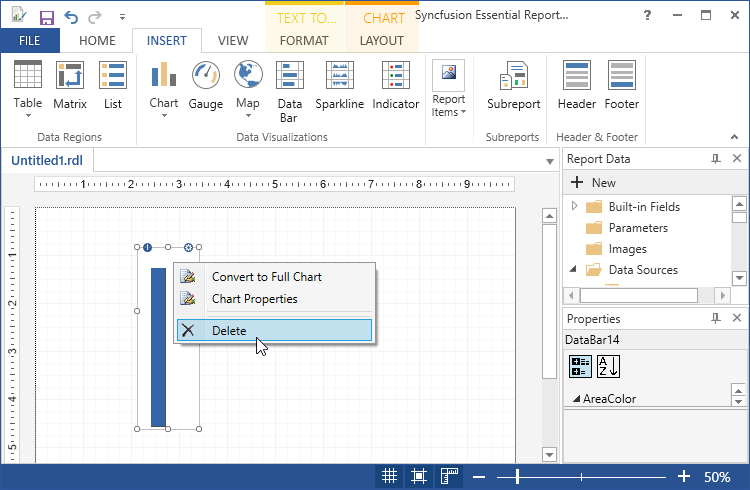 TEXT TO... CHART Syncfusion Essential Report... ?
FILE HOME INSERT VIEW FORMAT LAYOUT
Table Matrix List Chart Gauge Map Data Bar Sparkline Indicator Report Items Subreport Header Footer
Data Regions Data Visualizations Subreports Header & Footer
Untitled1.rdl
1 2 3 4 5 6 7 8 9
1 2 3 4 5
Convert to Full Chart
Chart Properties
Delete
Report Data
New
Built-in Fields
Parameters
Images
Data Sources
Properties
DataBar14
A Z
AreaColor
50%